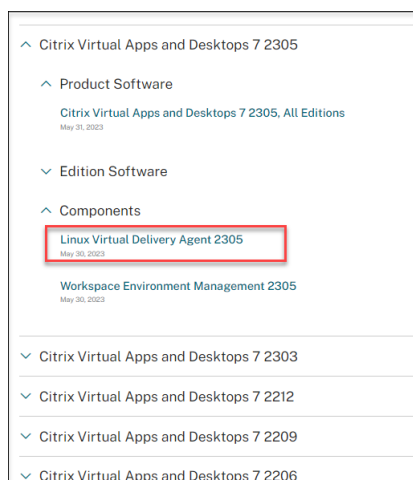 Citrix Virtual Apps and Desktops 7 2305
Product Software
Citrix Virtual Apps and Desktops 7 2305, All Editions
May 31, 2023
Edition Software
Components
Linux Virtual Delivery Agent 2305
May 30, 2023
Workspace Environment Management 2305
May 30, 2023
Citrix Virtual Apps and Desktops 7 2303
Citrix Virtual Apps and Desktops 7 2212
Citrix Virtual Apps and Desktops 7 2209
Citrix Virtual Apps and Desktops 7 2206